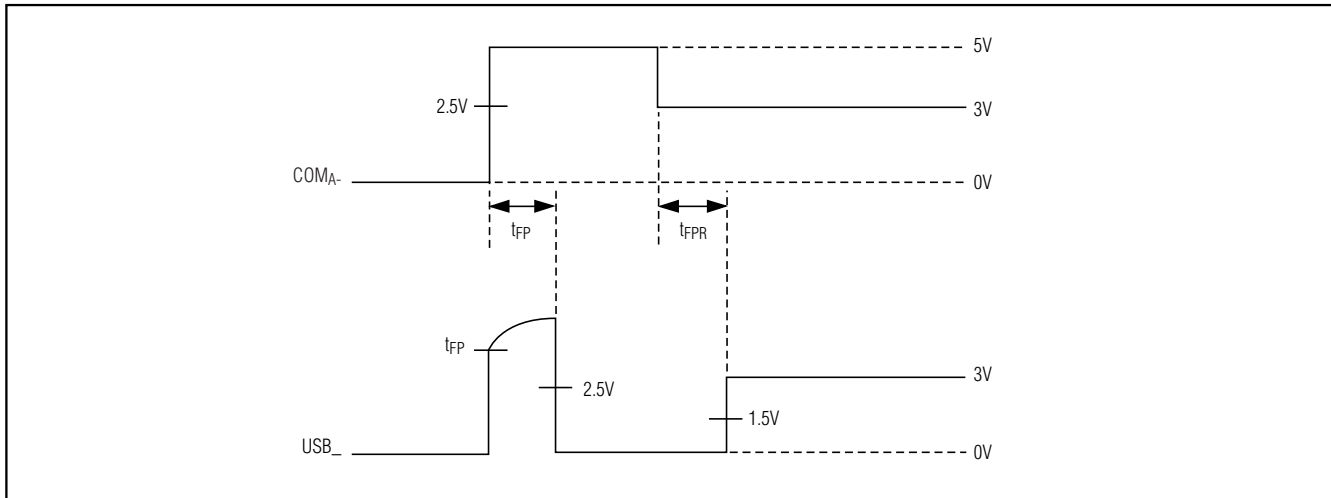 5V
2.5V
3V
COMA-
0V
tFP
tFPR
tFP
3V
2.5V
1.5V
USB_
0V